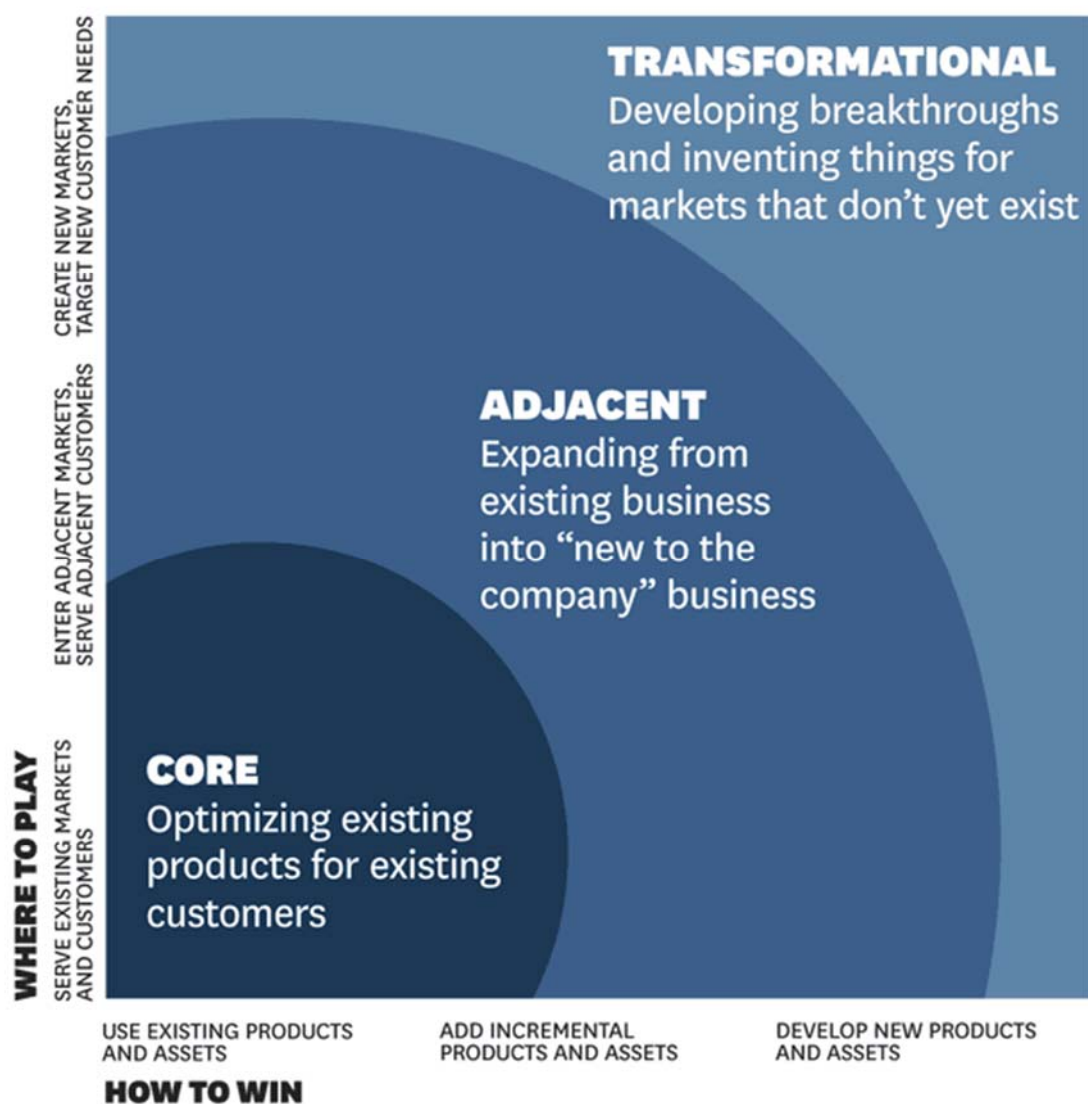 TRANSFORMATIONAL
Developing breakthroughs
and inventing things for
markets that don’t yet exist
ADJACENT
Expanding from
existing business
into “new to the
company” business
CORE
Optimizing existing
products for existing
customers
WHERE TO PLAY
CREATE NEW MARKETS,
TARGET NEW CUSTOMER NEEDS
ENTER ADJACENT MARKETS,
SERVE ADJACENT CUSTOMERS
SERVE EXISTING MARKETS
AND CUSTOMERS
USE EXISTING PRODUCTS
AND ASSETS
ADD INCREMENTAL
PRODUCTS AND ASSETS
DEVELOP NEW PRODUCTS
AND ASSETS
HOW TO WIN